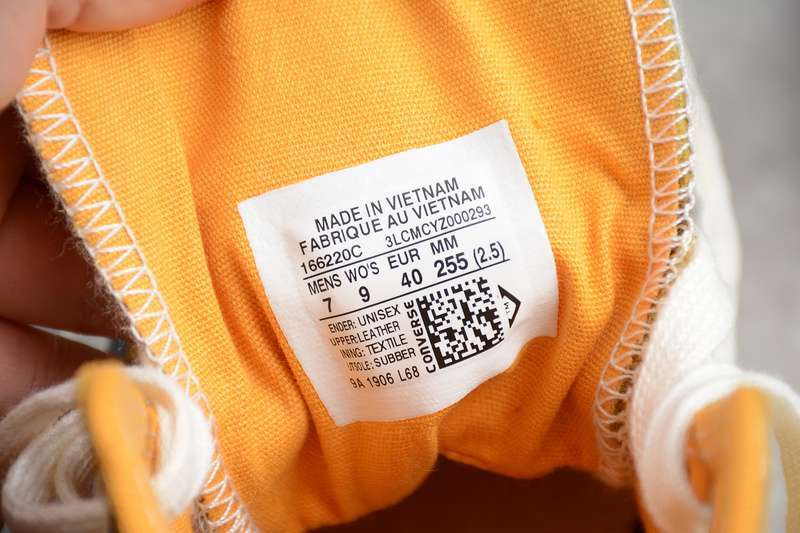 MADE IN VIETNAM
FABRIQUE AU VIETNAM
166220C 3LCMCYZ000293
MENS WO'S EUR MM
7 9 40 255 (2.5)
ENDER: UNISEX
UPPER:LEATHER
INING: TEXTILE
UTSOLE: SUBBER
9A 1906 L68
CONVERSE
TM